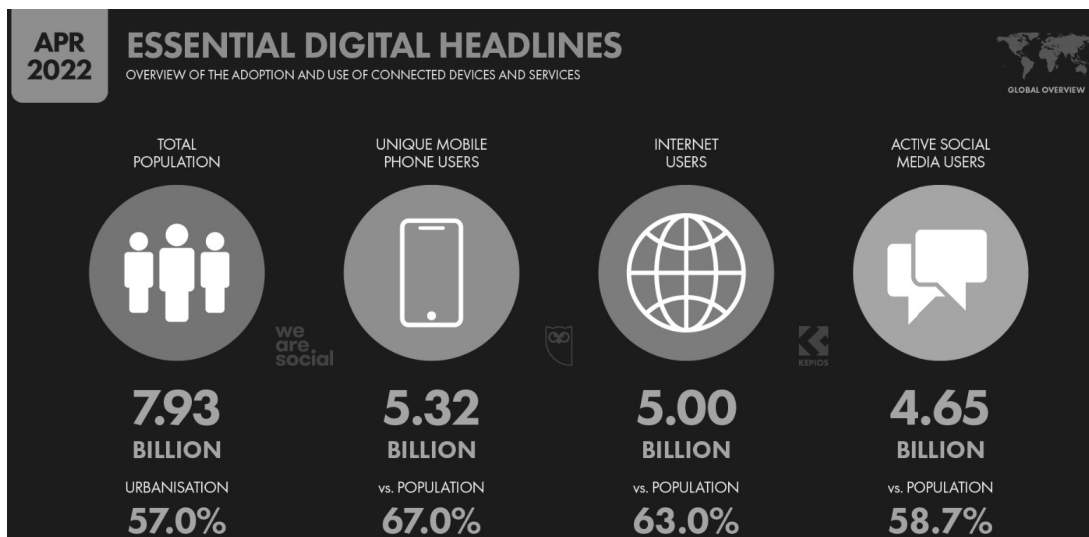 APR
2022
ESSENTIAL DIGITAL HEADLINES
OVERVIEW OF THE ADOPTION AND USE OF CONNECTED DEVICES AND SERVICES
GLOBAL OVERVIEW
TOTAL
POPULATION
UNIQUE MOBILE
PHONE USERS
INTERNET
USERS
ACTIVE SOCIAL
MEDIA USERS
we
are
social
KEPIOS
7.93
BILLION
5.32
BILLION
5.00
BILLION
4.65
BILLION
URBANISATION
57.0%
vs. POPULATION
67.0%
vs. POPULATION
63.0%
vs. POPULATION
58.7%